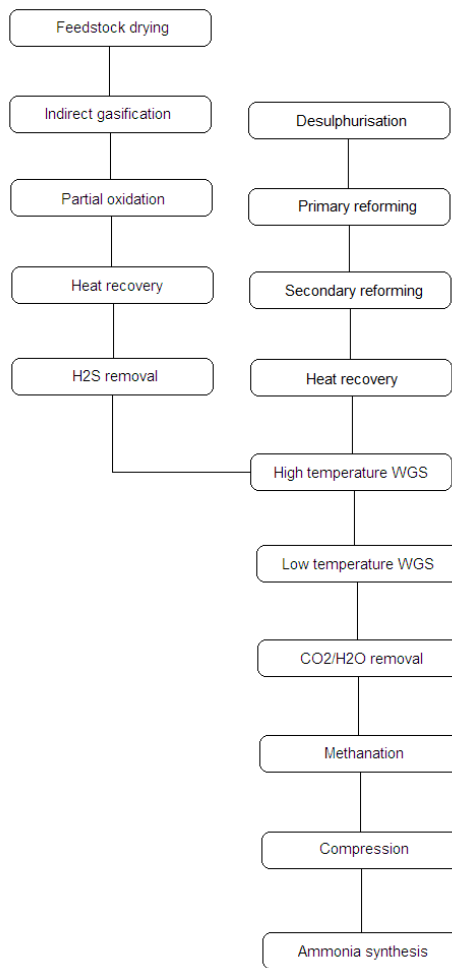 Feedstock drying
Indirect gasification
Desulphurisation
Partial oxidation
Primary reforming
Heat recovery
Secondary reforming
H2S removal
Heat recovery
High temperature WGS
Low temperature WGS
CO2/H2O removal
Methanation
Compression
Ammonia synthesis